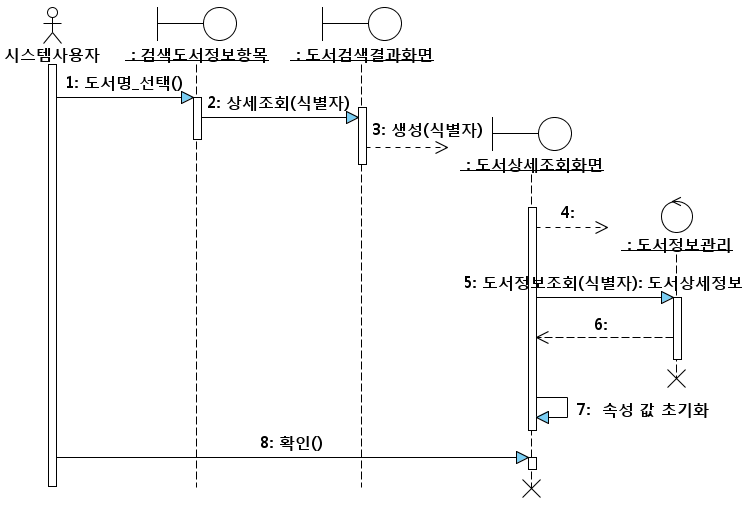 시스템사용자
: 검색도서정보항목
: 도서검색결과화면
1: 도서명_선택()
2: 상세조회(식별자)
3: 생성(식별자)
: 도서상세조회화면
4:
: 도서정보관리
5: 도서정보조회(식별자): 도서상세정보
6:
7: 속성 값 초기화
8: 확인()